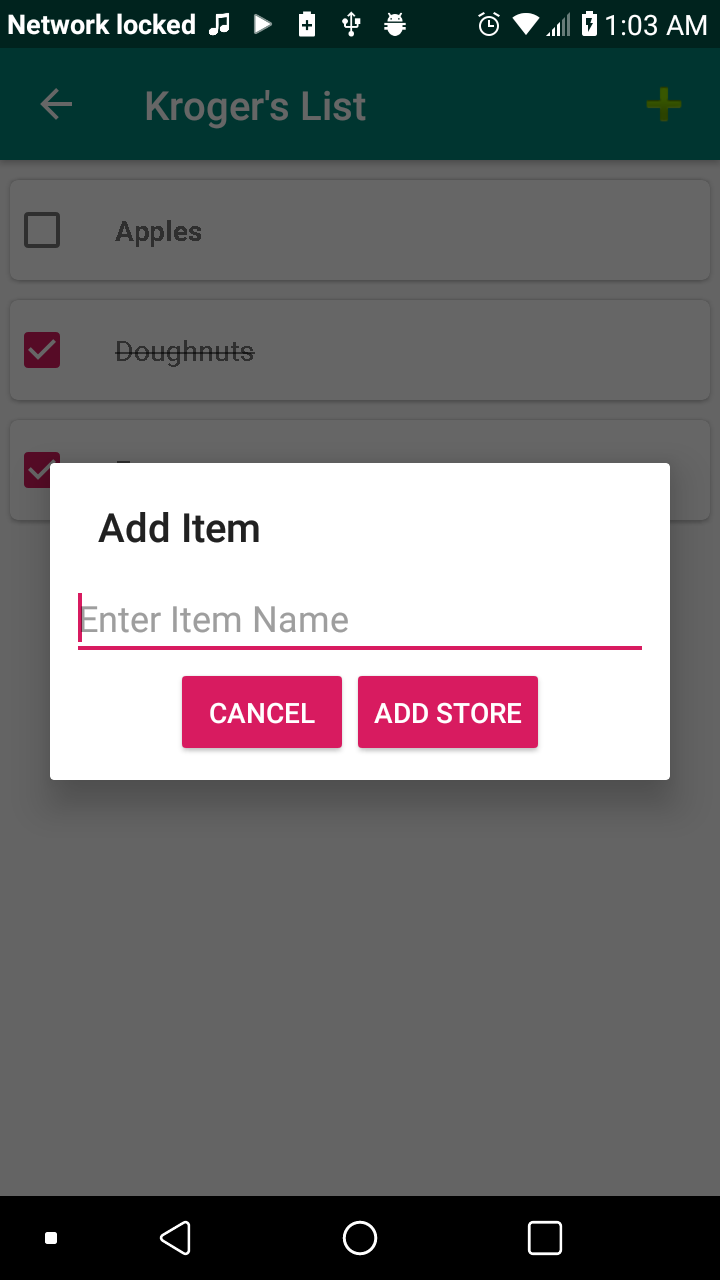 Network locked 1:03 AM
Kroger's List
Apples
Doughnuts
Add Item
Enter Item Name
CANCEL ADD STORE